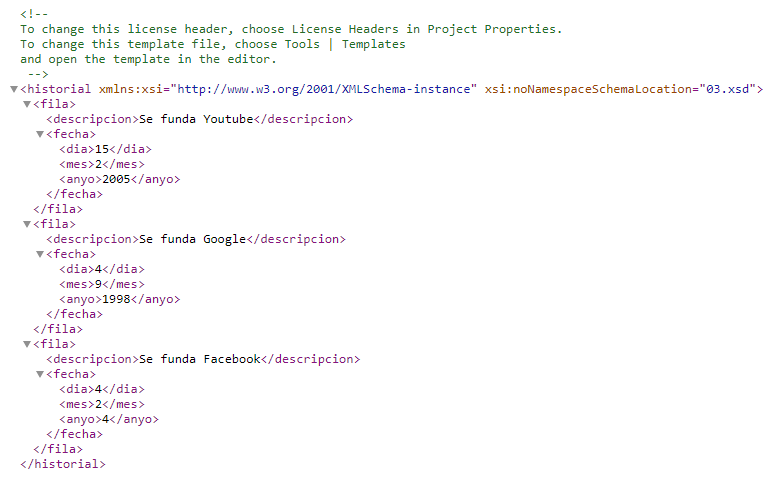 <!--
To change this license header, choose License Headers in Project Properties.
To change this template file, choose Tools | Templates
and open the template in the editor.
-->
<historial xmlns:xsi="http://www.w3.org/2001/XMLSchema-instance" xsi:noNamespaceSchemaLocation="03.xsd">
<fila>
<descripcion>Se funda Youtube</descripcion>
<fecha>
<dia>15</dia>
<mes>2</mes>
<anyo>2005</anyo>
</fecha>
</fila>
<fila>
<descripcion>Se funda Google</descripcion>
<fecha>
<dia>4</dia>
<mes>9</mes>
<anyo>1998</anyo>
</fecha>
</fila>
<fila>
<descripcion>Se funda Facebook</descripcion>
<fecha>
<dia>4</dia>
<mes>2</mes>
<anyo>4</anyo>
</fecha>
</fila>
</historial>